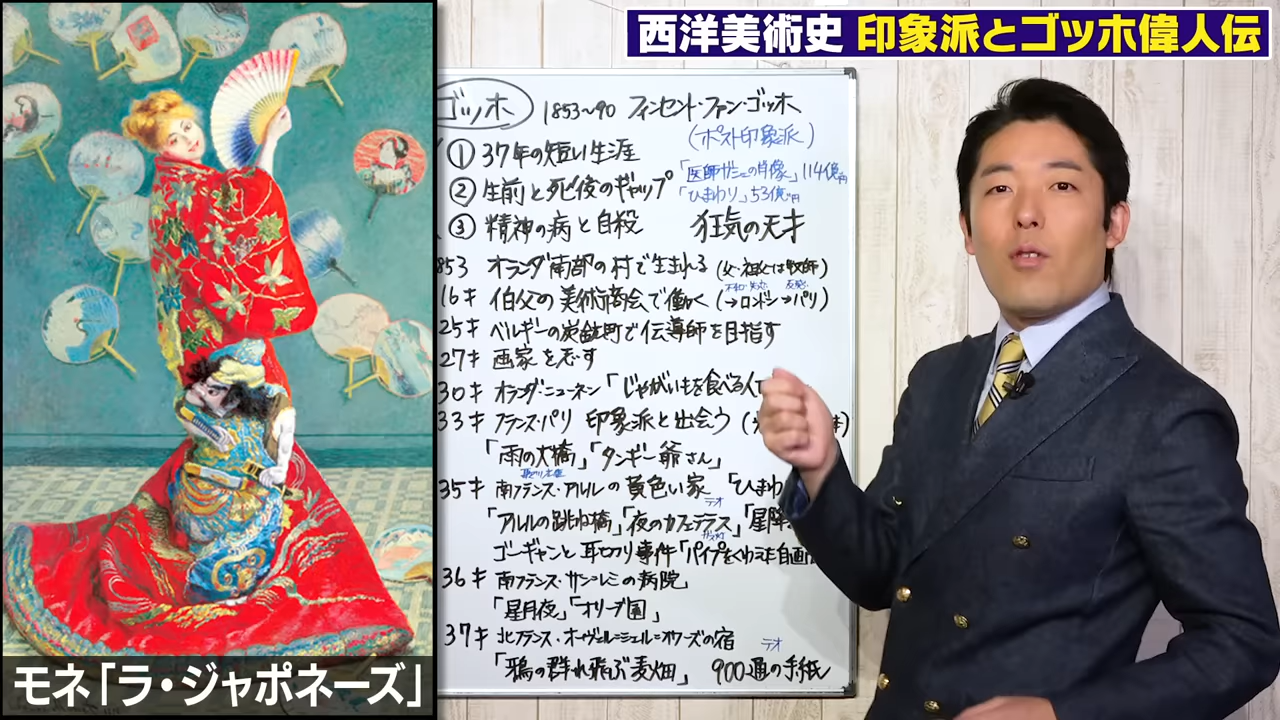 西洋美術史 印象派とゴッホ偉人伝
ゴッホ 1853〜90 フィンセント・ファン・ゴッホ
(ポスト印象派)
① 37年の短い生涯
② 生前と死後のギャップ
「医師ガシェの肖像」114億円
「ひまわり」53億円
③ 精神の病と自殺 狂気の天才
853 オランダ南部の村で生まれる (父・祖父は牧師)
16才 伯父の美術商会で働く (→ロンドン→パリ)
25才 ベルギーの炭鉱町で伝導師を目指す
27才 画家を志す
30才 オランダ・ニューネン「じゃがいもを食べる人
33才 フランス・パリ 印象派と出会う (
「雨の大橋」「タンギー爺さん」
35才 南フランス・アルルの黄色い家 「ひまわ
テオ
「アルルの跳ね橋」「夜のカフェテラス」「星降
ゴーギャンと耳切り事件「パイプをくわえた自画
36才 南フランス・サン=レミの病院
「星月夜」「オリーブ園」
37才 北フランス・オーヴェル=シュル=オワーズの宿
テオ
「鴉の群れ飛ぶ麦畑」 900通の手紙
モネ「ラ・ジャポネーズ」